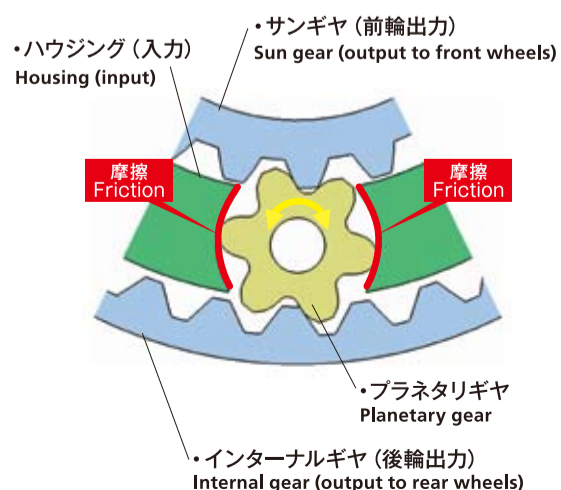 ・サンギヤ（前輪出力）
Sun gear (output to front wheels)
・ハウジング（入力）
Housing (input)
摩擦
Friction
摩擦
Friction
・プラネタリギヤ
Planetary gear
・インターナルギヤ（後輪出力）
Internal gear (output to rear wheels)